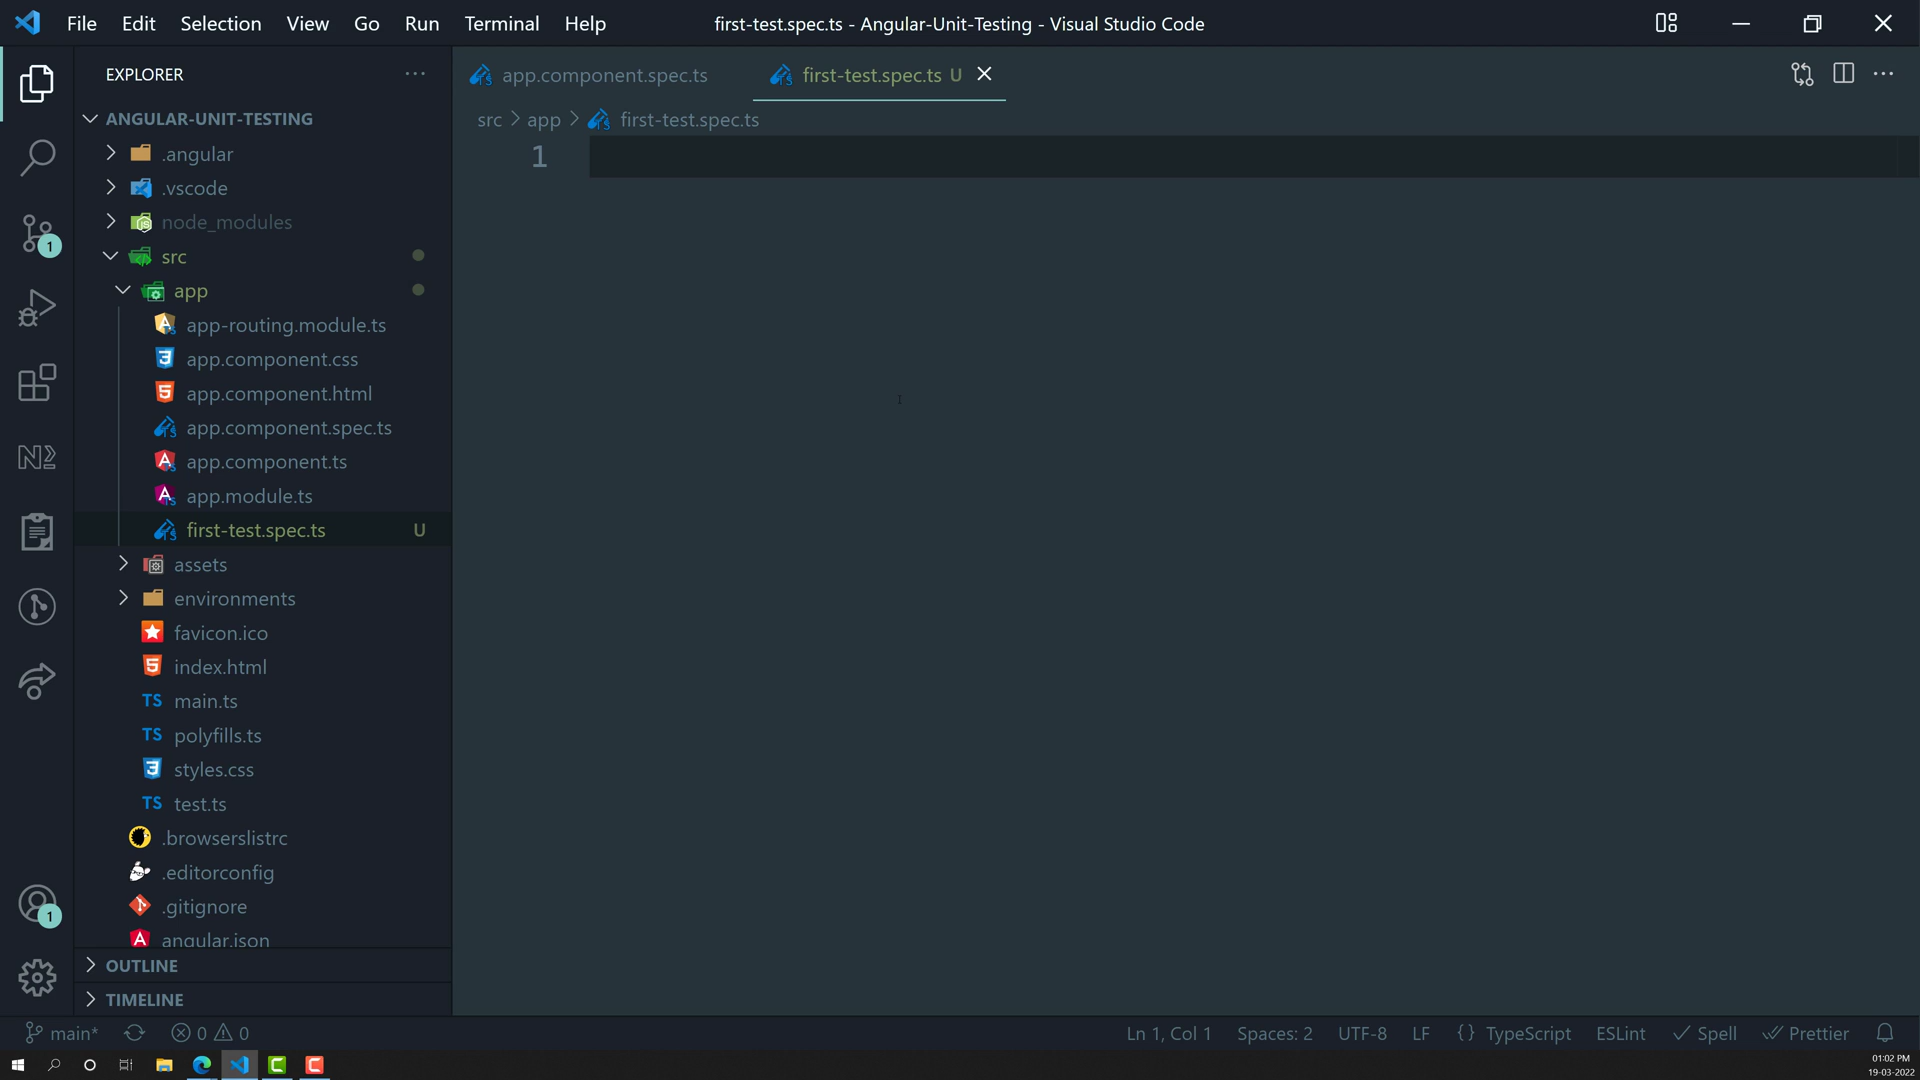 File Edit Selection View Go Run Terminal Help
first-test.spec.ts - Angular-Unit-Testing - Visual Studio Code
EXPLORER
ANGULAR-UNIT-TESTING
.angular
.vscode
node_modules
src
app
app-routing.module.ts
app.component.css
app.component.html
app.component.spec.ts
app.component.ts
app.module.ts
first-test.spec.ts U
assets
environments
favicon.ico
index.html
TS main.ts
TS polyfills.ts
styles.css
TS test.ts
.browserslistrc
.editorconfig
.gitignore
angular.json
OUTLINE
TIMELINE
1
1
app.component.spec.ts
first-test.spec.ts U
src > app > first-test.spec.ts
1
main* 0 0
Ln 1, Col 1 Spaces: 2 UTF-8 LF {} TypeScript ESLint Spell Prettier
01:02 PM
19-03-2022